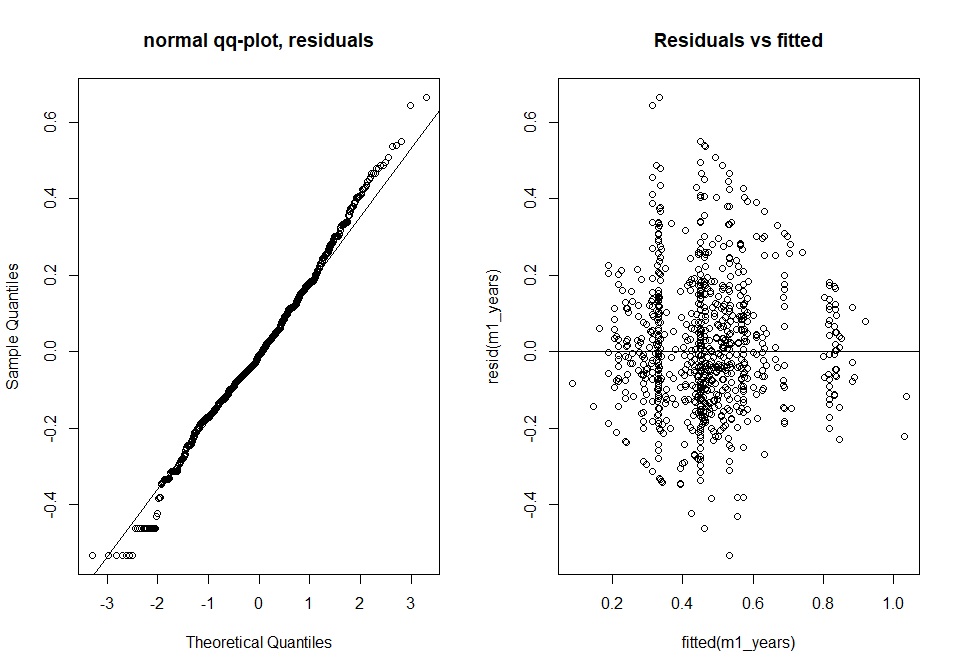 normal qq-plot, residuals
Sample Quantiles
0.6
0.4
0.2
0.0
-0.2
-0.4
-3 -2 -1 0 1 2 3
Theoretical Quantiles
Residuals vs fitted
resid(m1_years)
0.6
0.4
0.2
0.0
-0.2
-0.4
0.2 0.4 0.6 0.8 1.0
fitted(m1_years)